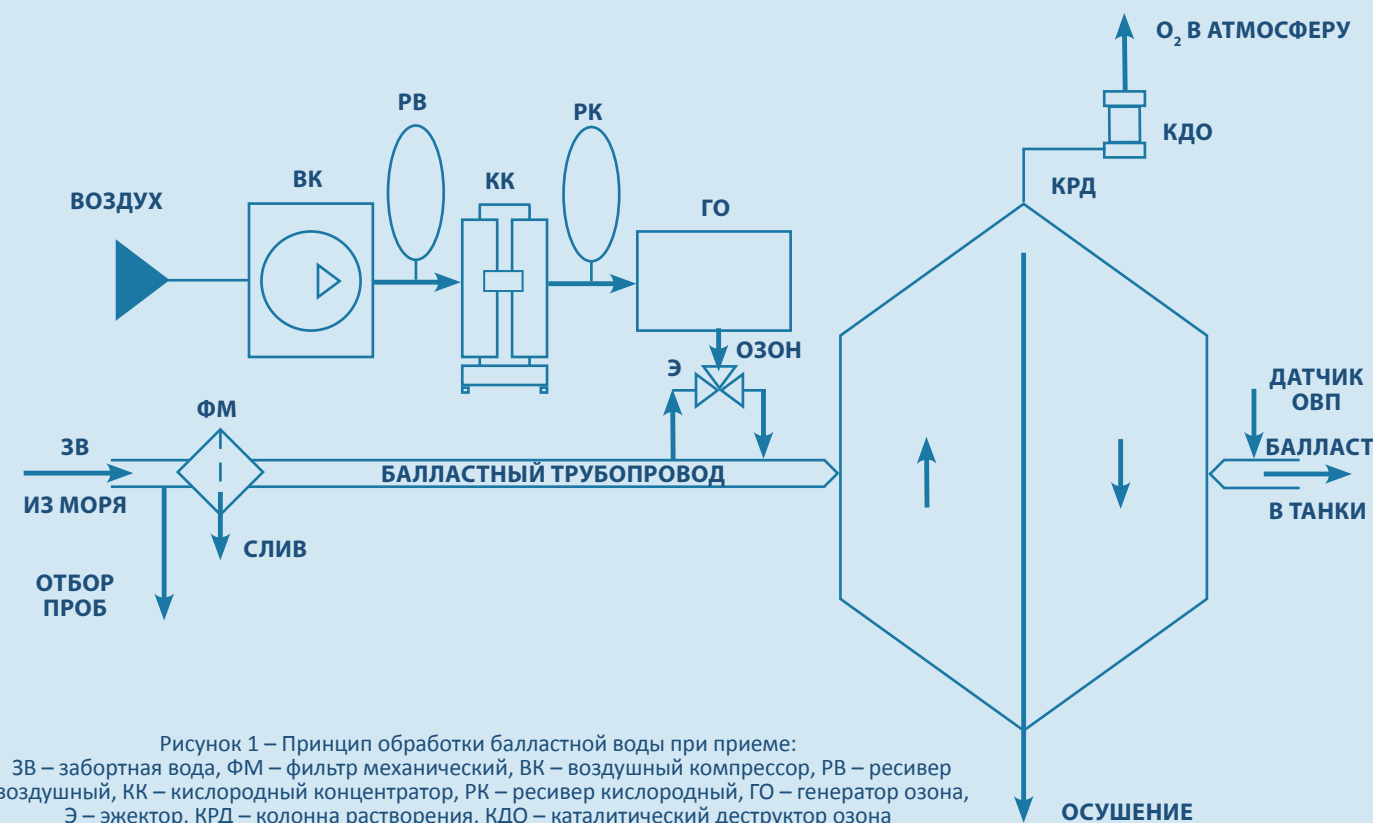 O2 В АТМОСФЕРУ
РВ
РК
КДО
ВК
КК
КРД
ВОЗДУХ
ГО
ОЗОН
Э
ДАТЧИК
ОВП
ФМ
ЗВ
БАЛЛАСТ
БАЛЛАСТНЫЙ ТРУБОПРОВОД
ИЗ МОРЯ
В ТАНКИ
СЛИВ
ОТБОР
ПРОБ
Рисунок 1 – Принцип обработки балластной воды при приеме:
ЗВ – забортная вода, ФМ – фильтр механический, ВК – воздушный компрессор, РВ – ресивер
воздушный, КК – кислородный концентратор, РК – ресивер кислородный, ГО – генератор озона,
Э – эжектор, КРД – колонна растворения, КДО – каталитический деструктор озона
ОСУШЕНИЕ